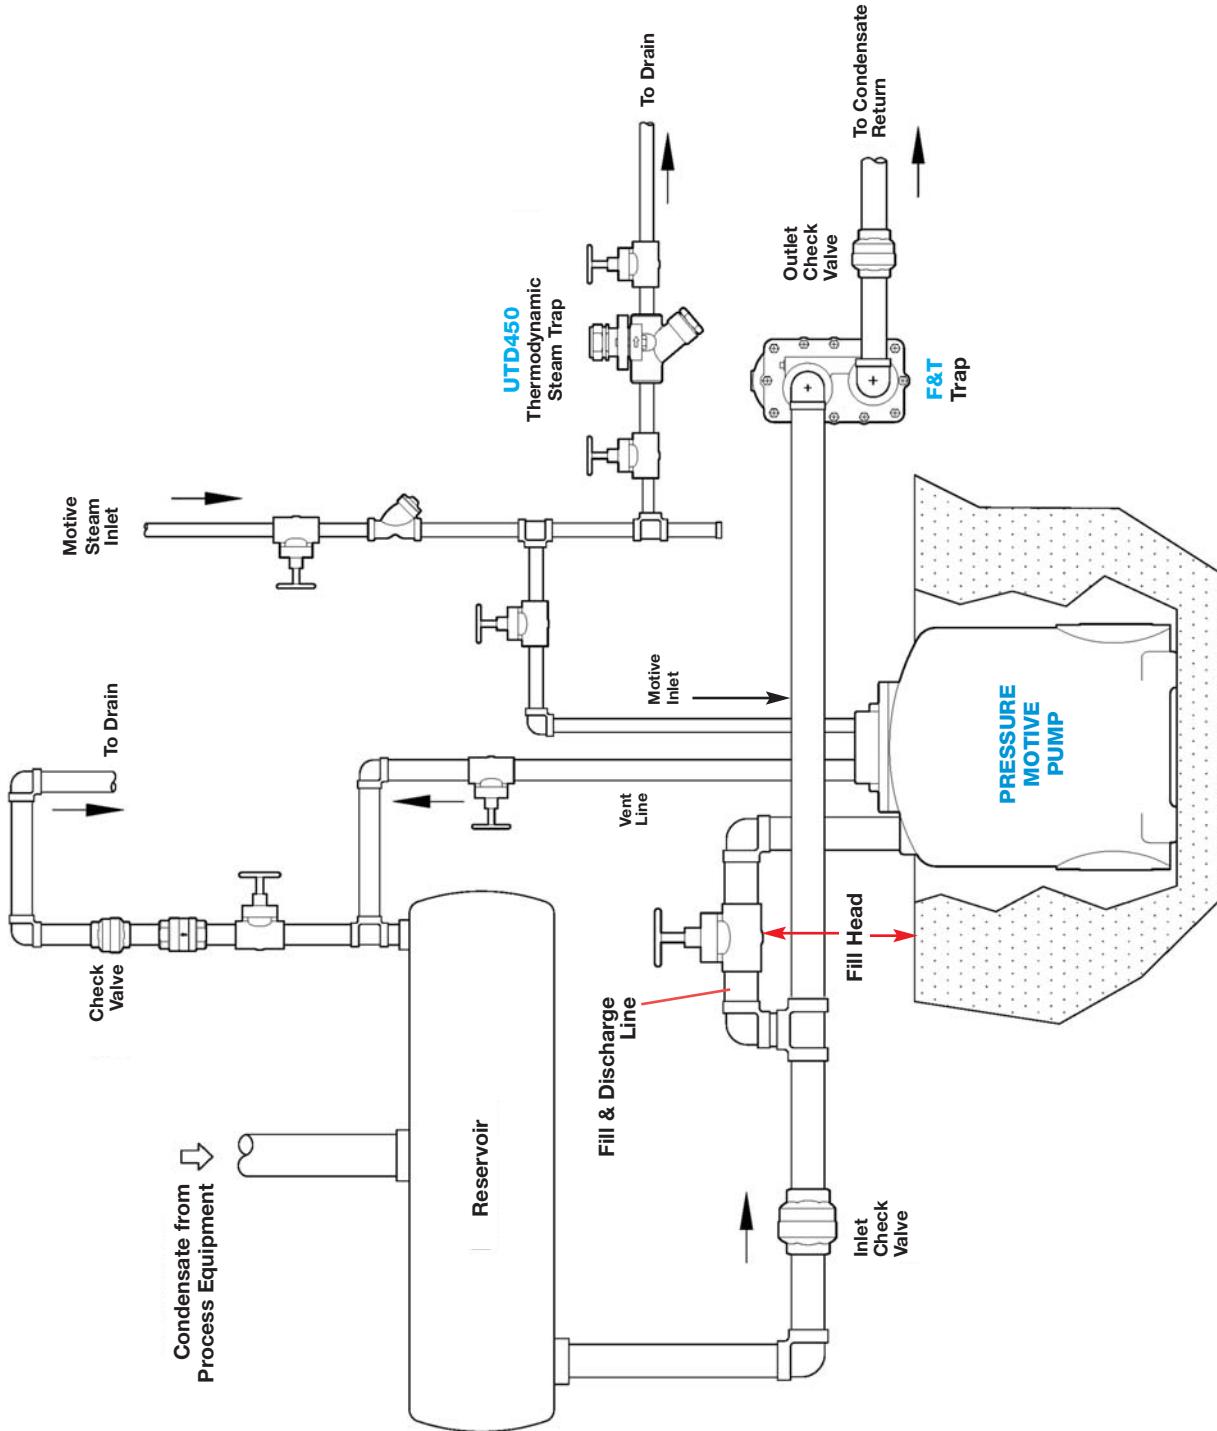 Condensate from
Process Equipment
Reservoir
Check
Valve
To Drain
Vent
Line
Motive
Steam
Inlet
Motive
Inlet
UTD450
Thermodynamic
Steam Trap
To Drain
Outlet
Check
Valve
To Condensate
Return
F&T
Trap
PRESSURE
MOTIVE
PUMP
Fill Head
Fill & Discharge
Line
Inlet
Check
Valve